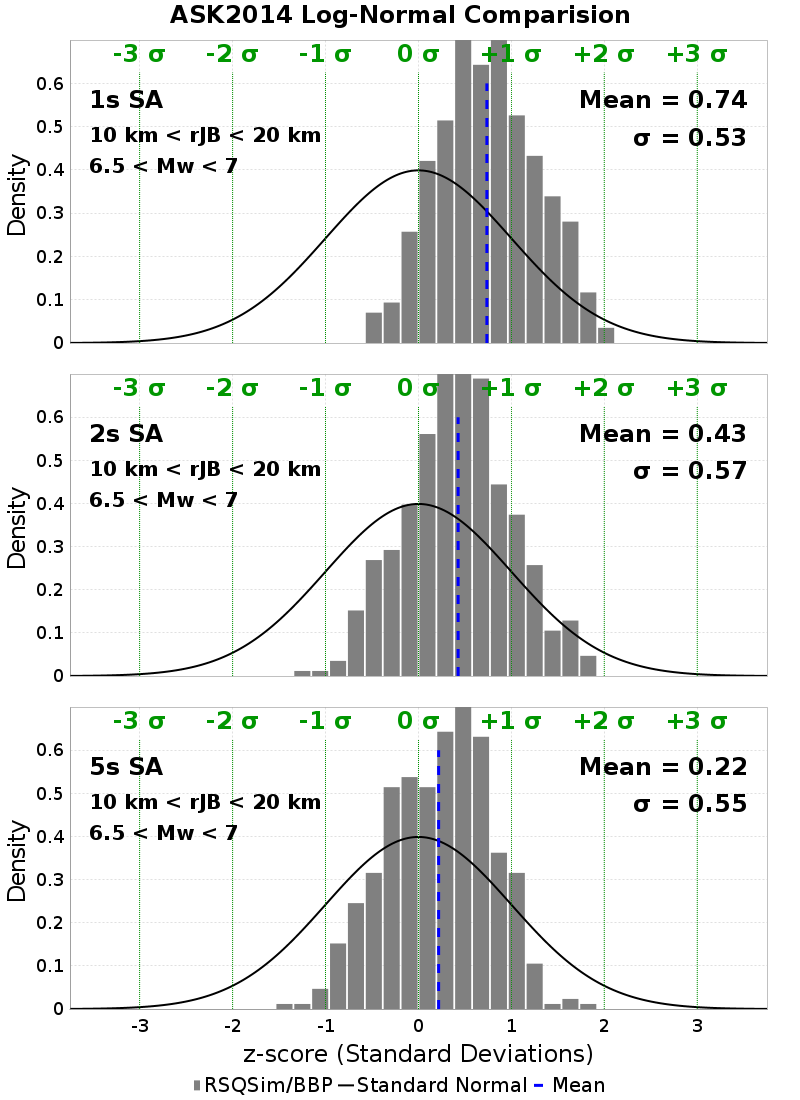 ASK2014 Log-Normal Comparision
-3 σ -2 σ -1 σ 0 σ +1 σ +2 σ +3 σ
1s SA
Mean = 0.74
10 km < rJB < 20 km
σ = 0.53
6.5 < Mw < 7
0.6
0.5
0.4
0.3
0.2
0.1
0
Density
-3 σ -2 σ -1 σ 0 σ +1 σ +2 σ +3 σ
2s SA
Mean = 0.43
10 km < rJB < 20 km
σ = 0.57
6.5 < Mw < 7
0.6
0.5
0.4
0.3
0.2
0.1
0
Density
-3 σ -2 σ -1 σ 0 σ +1 σ +2 σ +3 σ
5s SA
Mean = 0.22
10 km < rJB < 20 km
σ = 0.55
6.5 < Mw < 7
0.6
0.5
0.4
0.3
0.2
0.1
0
Density
-3 -2 -1 0 1 2 3
z-score (Standard Deviations)
RSQSim/BBP Standard Normal Mean